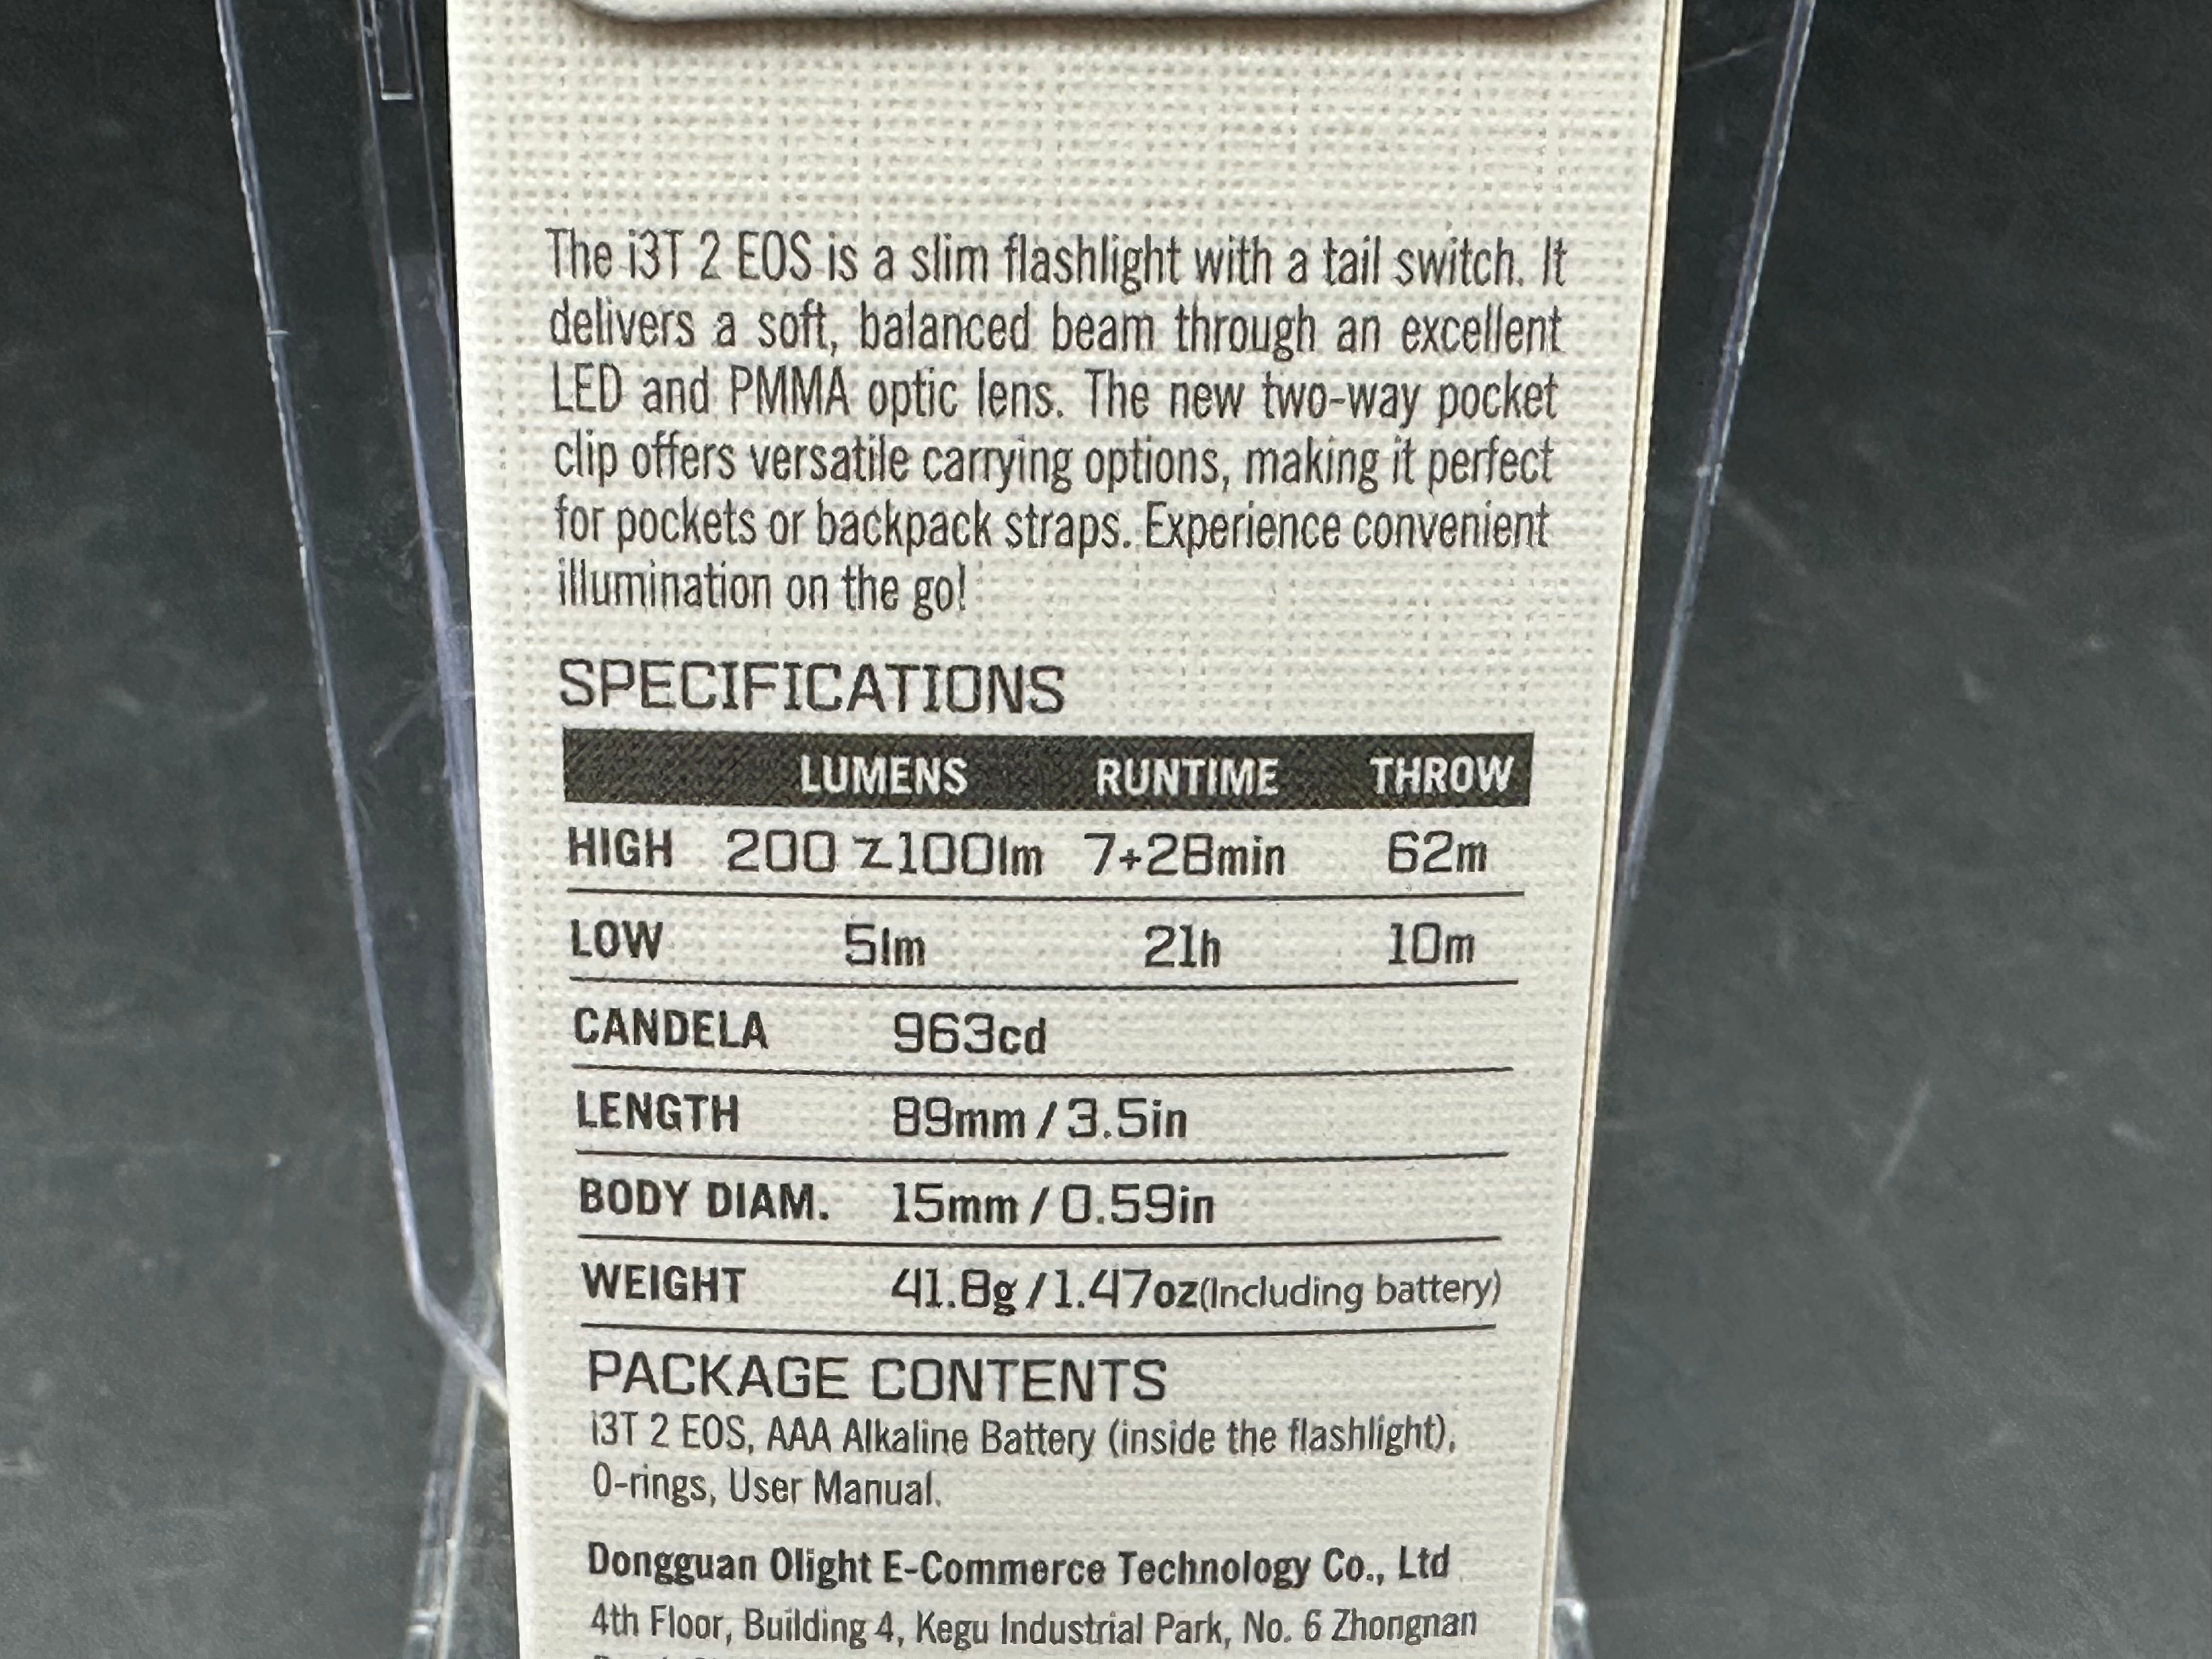 The i3T 2 EOS is a slim flashlight with a tail switch. It
delivers a soft, balanced beam through an excellent
LED and PMMA optic lens. The new two-way pocket
clip offers versatile carrying options, making it perfect
for pockets or backpack straps. Experience convenient
illumination on the go!
SPECIFICATIONS
LUMENS RUNTIME THROW
HIGH 200 ⦢100lm 7+28min 62m
LOW 5lm 21h 10m
CANDELA 963cd
LENGTH 89mm / 3.5in
BODY DIAM. 15mm / 0.59in
WEIGHT 41.8g / 1.47oz(Including battery)
PACKAGE CONTENTS
i3T 2 EOS, AAA Alkaline Battery (inside the flashlight),
O-rings, User Manual.
Dongguan Olight E-Commerce Technology Co., Ltd
4th Floor, Building 4, Kegu Industrial Park, No. 6 Zhongnan